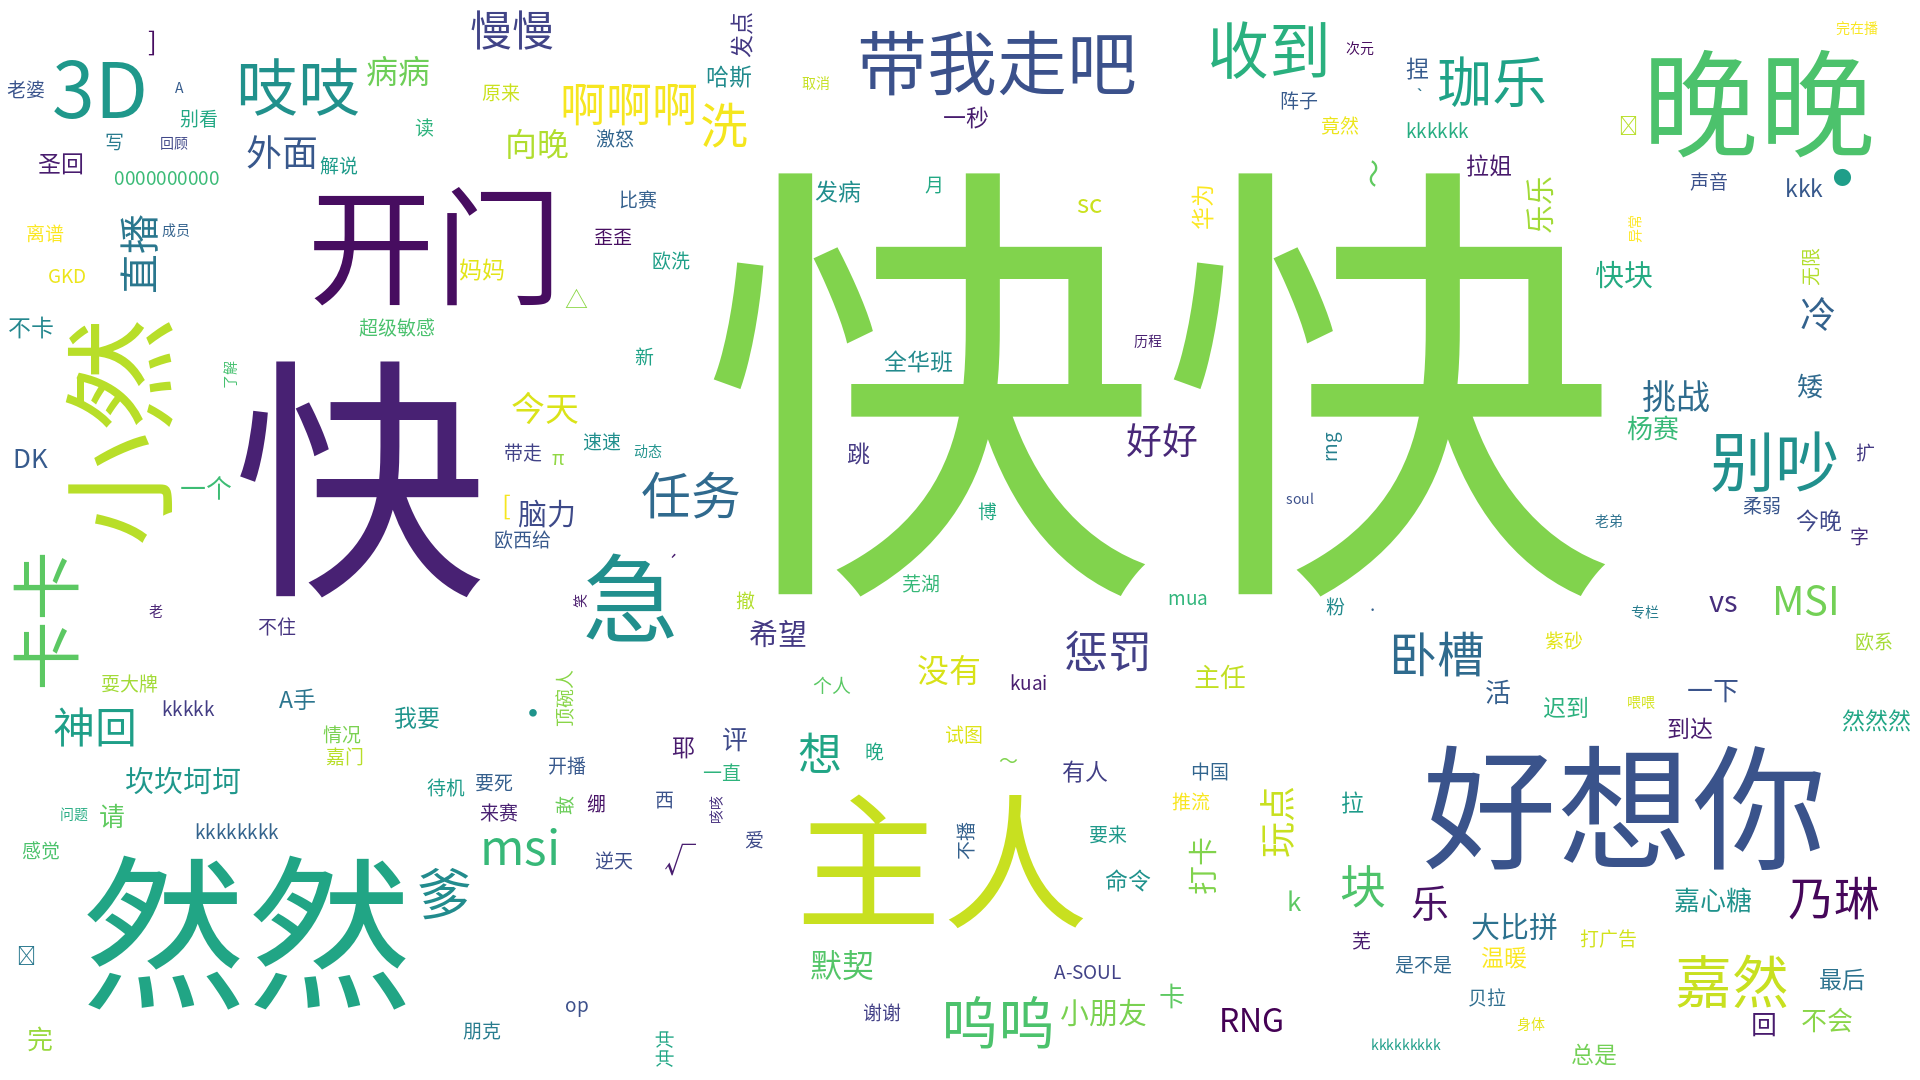 慢慢
发点
]
3D
老婆
A
吱吱
病病
别看
写
回顾
读
外面
解说
圣回
0000000000
原来
啊啊啊
哈斯
洗
向晚
激怒
取消
带我走吧
一秒
收到
次元
阵子
竟然
捏
、
珈乐
kkkkkk
拉姐
晚晚
完在播
声音
kkk
•
离谱
直播
成员
GKD
开门
妈妈
比赛
歪歪
欧洗
△
超级敏感
不卡
新
发病
月
sc
华为
~
乐乐
异常
无限
快块
冷
快快
全华班
历程
跳
好好
rng
soul
博
芜湖
mua
小然
了解
快
今天
带走
π
速速
动态
[
脑力
欧西给
任务
挑战
矮
杨赛
别吵
扩
柔弱
今晚
字
老弟
DK
一个
卡卡
老
不住
急
笑
撤
希望
粉
.
专栏
vs
MSI
卧槽
紫砂
欧系
惩罚
没有
kuai
主任
个人
活
迟到
喂喂
一下
到达
然然然
耍大牌
kkkkk
A手
我要
神回
情况
嘉门
•
顶碗人
耶
评
一直
想
晚
试图
~
有人
中国
推流
坎坎坷坷
待机
要死
开播
来赛
敢
绷
西
咳咳
爱
问题
请
kkkkkkkk
感觉
msi
逆天
√
主人
不播
要来
命令
打卡
玩点
拉
k
块
好想你
乐
芜
嘉心糖
乃琳
大比拼
温暖
打广告
是不是
贝拉
身体
嘉然
最后
回
不会
总是
然然
爹
默契
A-SOUL
呜呜
小朋友
卡
RNG
谢谢
op
朋克
完
kkkkkkkkk